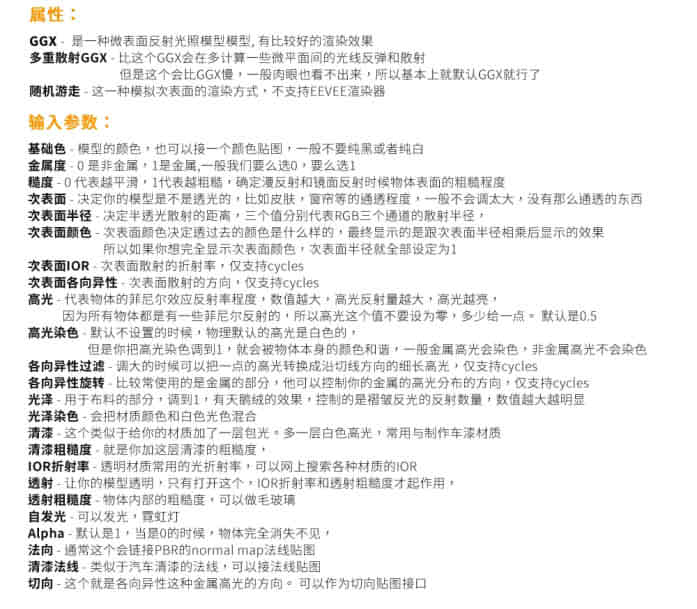 属性：
GGX - 是一种微表面反射光照模型模型, 有比较好的渲染效果
多重散射GGX - 比这个GGX会在多计算一些微平面间的光线反弹和散射
但是这个会比GGX慢，一般肉眼也看不出来，所以基本上就默认GGX就行了
随机游走 - 这一种模拟次表面的渲染方式，不支持EEVEE渲染器
输入参数：
基础色 - 模型的颜色，也可以接一个颜色贴图，一般不要纯黑或者纯白
金属度 - 0 是非金属，1是金属,一般我们要么选0，要么选1
糙度 - 0 代表越平滑，1代表越粗糙，确定漫反射和镜面反射时候物体表面的粗糙程度
次表面 - 决定你的模型是不是透光的，比如皮肤，窗帘等的通透程度，一般不会调太大，没有那么通透的东西
次表面半径 - 决定半透光散射的距离，三个值分别代表RGB三个通道的散射半径，
次表面颜色 - 次表面颜色决定透过去的颜色是什么样的，最终显示的是跟次表面半径相乘后显示的效果
所以如果你想完全显示次表面颜色，次表面半径就全部设定为1
次表面IOR - 次表面散射的折射率，仅支持cycles
次表面各向异性 - 次表面散射的方向，仅支持cycles
高光 - 代表物体的菲尼尔效应反射率程度，数值越大，高光反射量越大，高光越亮，
因为所有物体都是有一些菲尼尔反射的，所以高光这个值不要设为零，多少给一点。 默认是0.5
高光染色 - 默认不设置的时候，物理默认的高光是白色的，
但是你把高光染色调到1，就会被物体本身的颜色和谐，一般金属高光会染色，非金属高光不会染色
各向异性过滤 - 调大的时候可以把一点的高光转换成沿切线方向的细长高光，仅支持cycles
各向异性旋转 - 比较常使用的是金属的部分，他可以控制你的金属的高光分布的方向，仅支持cycles
光泽 - 用于布料的部分，调到1，有天鹅绒的效果，控制的是褶皱反光的反射数量，数值越大越明显
光泽染色 - 会把材质颜色和白色光色混合
清漆 - 这个类似于给你的材质加了一层包光。多一层白色高光，常用与制作车漆材质
清漆粗糙度 - 就是你加这层清漆的粗糙度，
IOR折射率 - 透明材质常用的光折射率，可以网上搜索各种材质的IOR
透射 - 让你的模型透明，只有打开这个，IOR折射率和透射粗糙度才起作用，
透射粗糙度 - 物体内部的粗糙度，可以做毛玻璃
自发光 - 可以发光，霓虹灯
Alpha - 默认是1，当是0的时候，物体完全消失不见，
法向 - 通常这个会链接PBR的normal map法线贴图
清漆法线 - 类似于汽车清漆的法线，可以接法线贴图
切向 - 这个就是各向异性这种金属高光的方向。 可以作为切向贴图接口